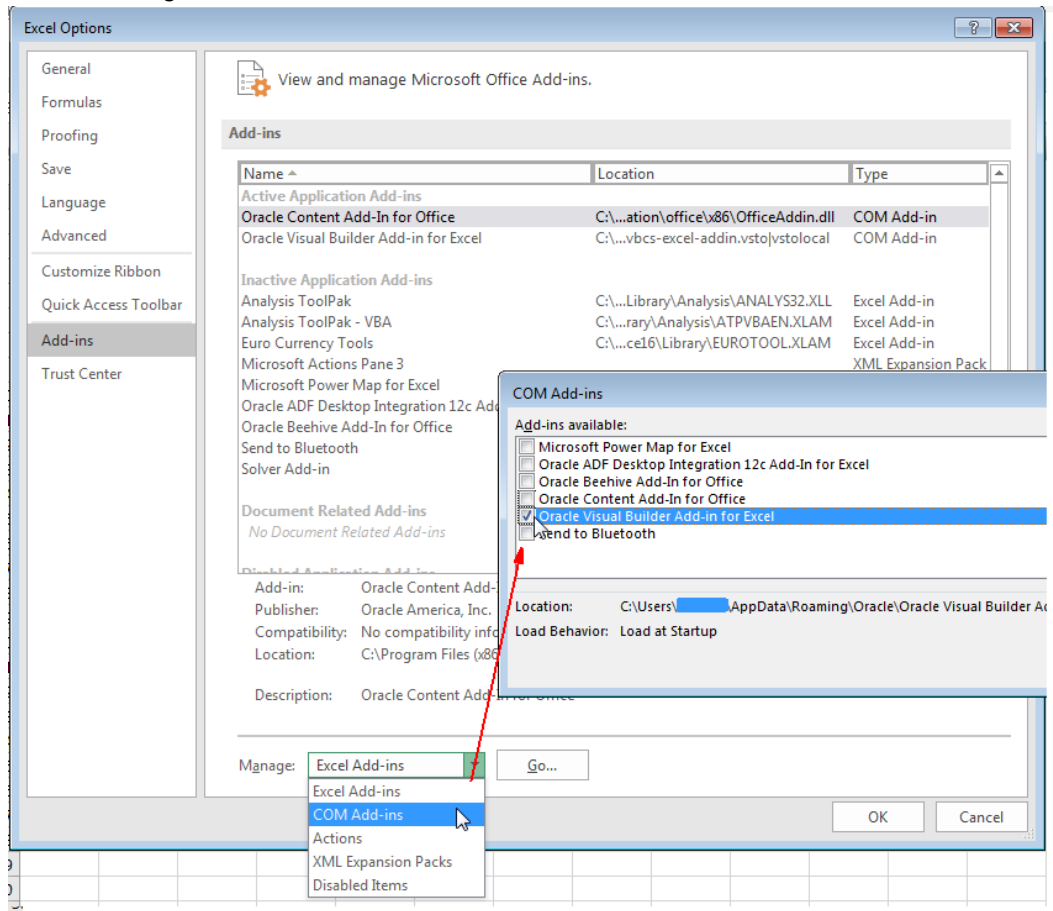 Excel Options
General
Formulas
Proofing
Save
Language
Advanced
Customize Ribbon
Quick Access Toolbar
Add-ins
Trust Center
View and manage Microsoft Office Add-ins.
Add-ins
Name Location Type
Active Application Add-ins
Oracle Content Add-In for Office C:\...ation\office\x86\OfficeAddin.dll COM Add-in
Oracle Visual Builder Add-in for Excel C:\...vbcs-excel-addin.vsto|vstolocal COM Add-in
Inactive Application Add-ins
Analysis ToolPak C:\...Library\Analysis\ANALYS32.XLL Excel Add-in
Analysis ToolPak - VBA C:\...rary\Analysis\ATPVBAEN.XLAM Excel Add-in
Euro Currency Tools C:\...ce16\Library\EUROTOOL.XLAM Excel Add-in
Microsoft Actions Pane 3 XML Expansion Pack
Microsoft Power Map for Excel
Oracle ADF Desktop Integration 12c Add
Oracle Beehive Add-In for Office
Send to Bluetooth
Solver Add-in
Document Related Add-ins
No Document Related Add-ins
Add-in: Oracle Content Add-
Publisher: Oracle America, Inc.
Compatibility: No compatibility info
Location: C:\Program Files (x86
Description: Oracle Content Add-In for Office
Manage: Excel Add-ins Go...
Excel Add-ins
COM Add-ins
Actions
XML Expansion Packs
Disabled Items
OK Cancel
COM Add-ins
Add-ins available:
Microsoft Power Map for Excel
Oracle ADF Desktop Integration 12c Add-In for Excel
Oracle Beehive Add-In for Office
Oracle Content Add-In for Office
Oracle Visual Builder Add-in for Excel
Send to Bluetooth
Location: C:\Users\ \AppData\Roaming\Oracle\Oracle Visual Builder
Load Behavior: Load at Startup